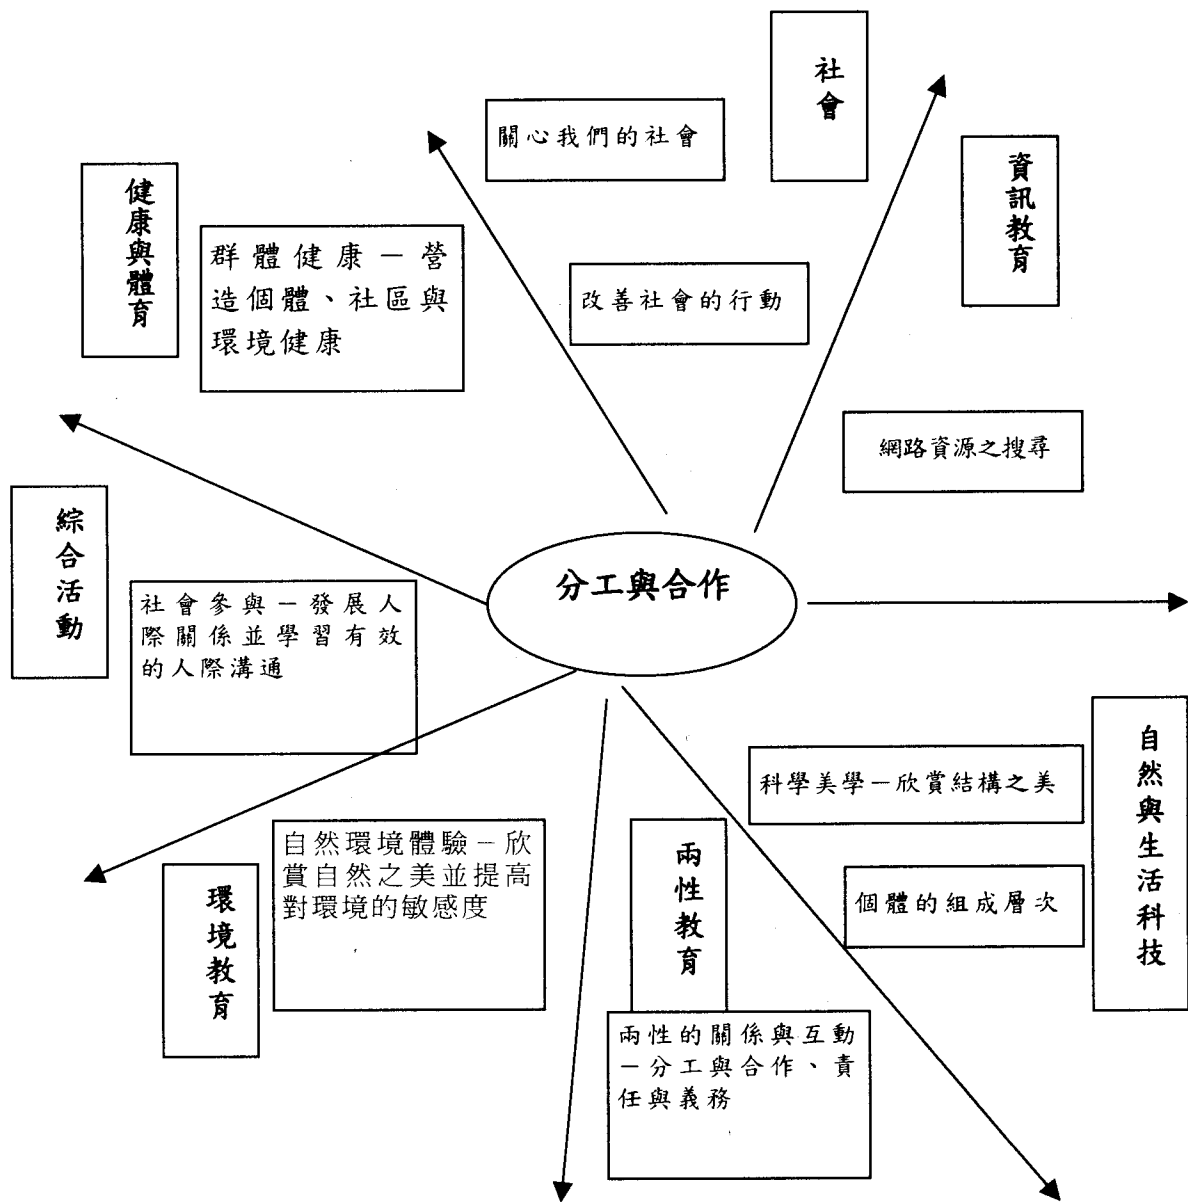 社會
關心我們的社會
改善社會的行動
資訊教育
網路資源之搜尋
健康與體育
群體健康－營
造個體、社區與
環境健康
綜合活動
社會參與－發展人
際關係並學習有效
的人際溝通
分工與合作
自然與生活科技
科學美學－欣賞結構之美
個體的組成層次
環境教育
自然環境體驗－欣
賞自然之美並提高
對環境的敏感度
兩性教育
兩性的關係與互動
－分工與合作、責
任與義務